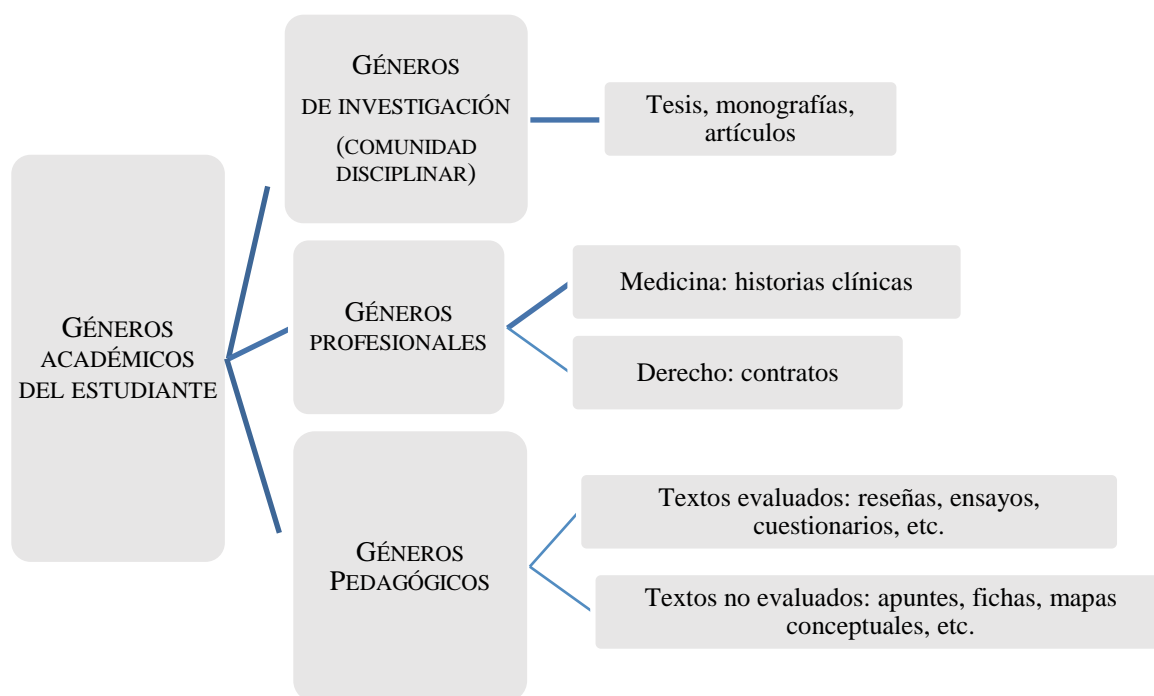 GÉNEROS
ACADÉMICOS
DEL ESTUDIANTE
GÉNEROS
DE INVESTIGACIÓN
(COMUNIDAD
DISCIPLINAR)
Tesis, monografías,
artículos
GÉNEROS
PROFESIONALES
Medicina: historias clínicas
Derecho: contratos
GÉNEROS
PEDAGÓGICOS
Textos evaluados: reseñas, ensayos,
cuestionarios, etc.
Textos no evaluados: apuntes, fichas, mapas
conceptuales, etc.